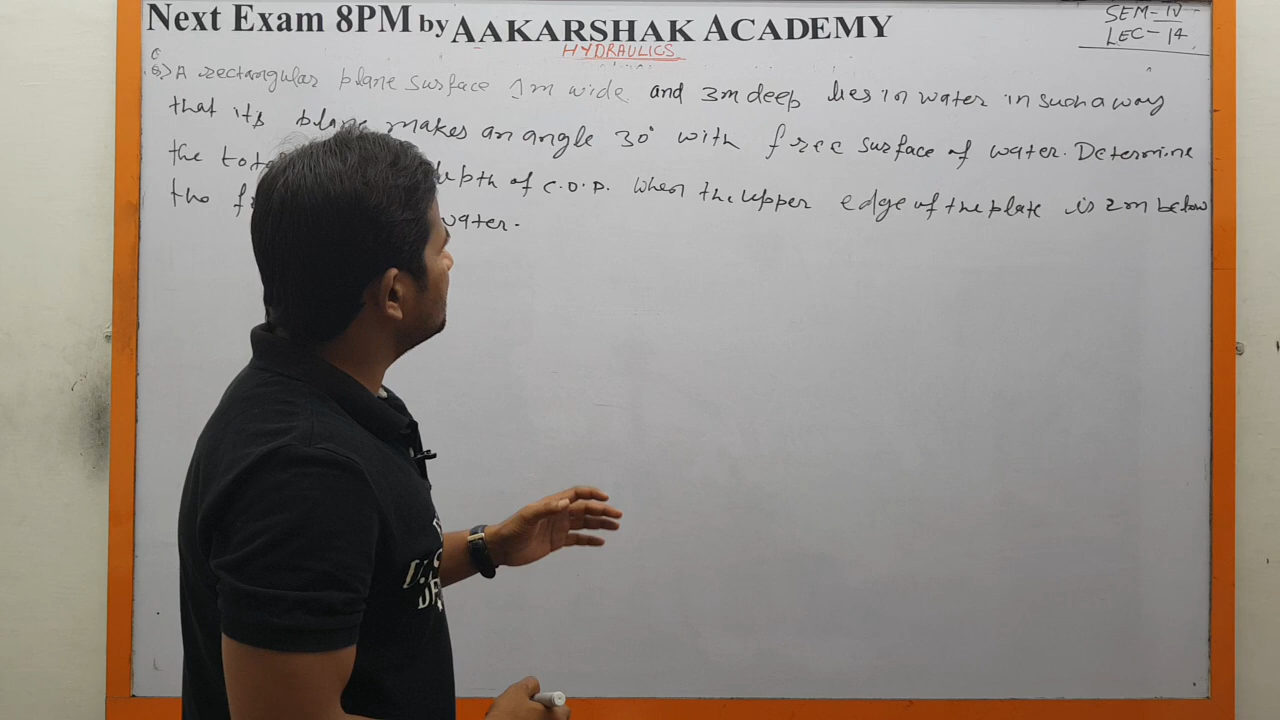 Next Exam 8PM by AAKARSHAK ACADEMY
SEM-IV
LEC-14
HYDRAULICS
Q) A rectangular plane surface 1m wide and 3m deep lies in water in such a way
that its plane makes an angle 30° with free surface of water. Determine
the depth of C.O.P. when the upper edge of the plate is 2m below
the water.